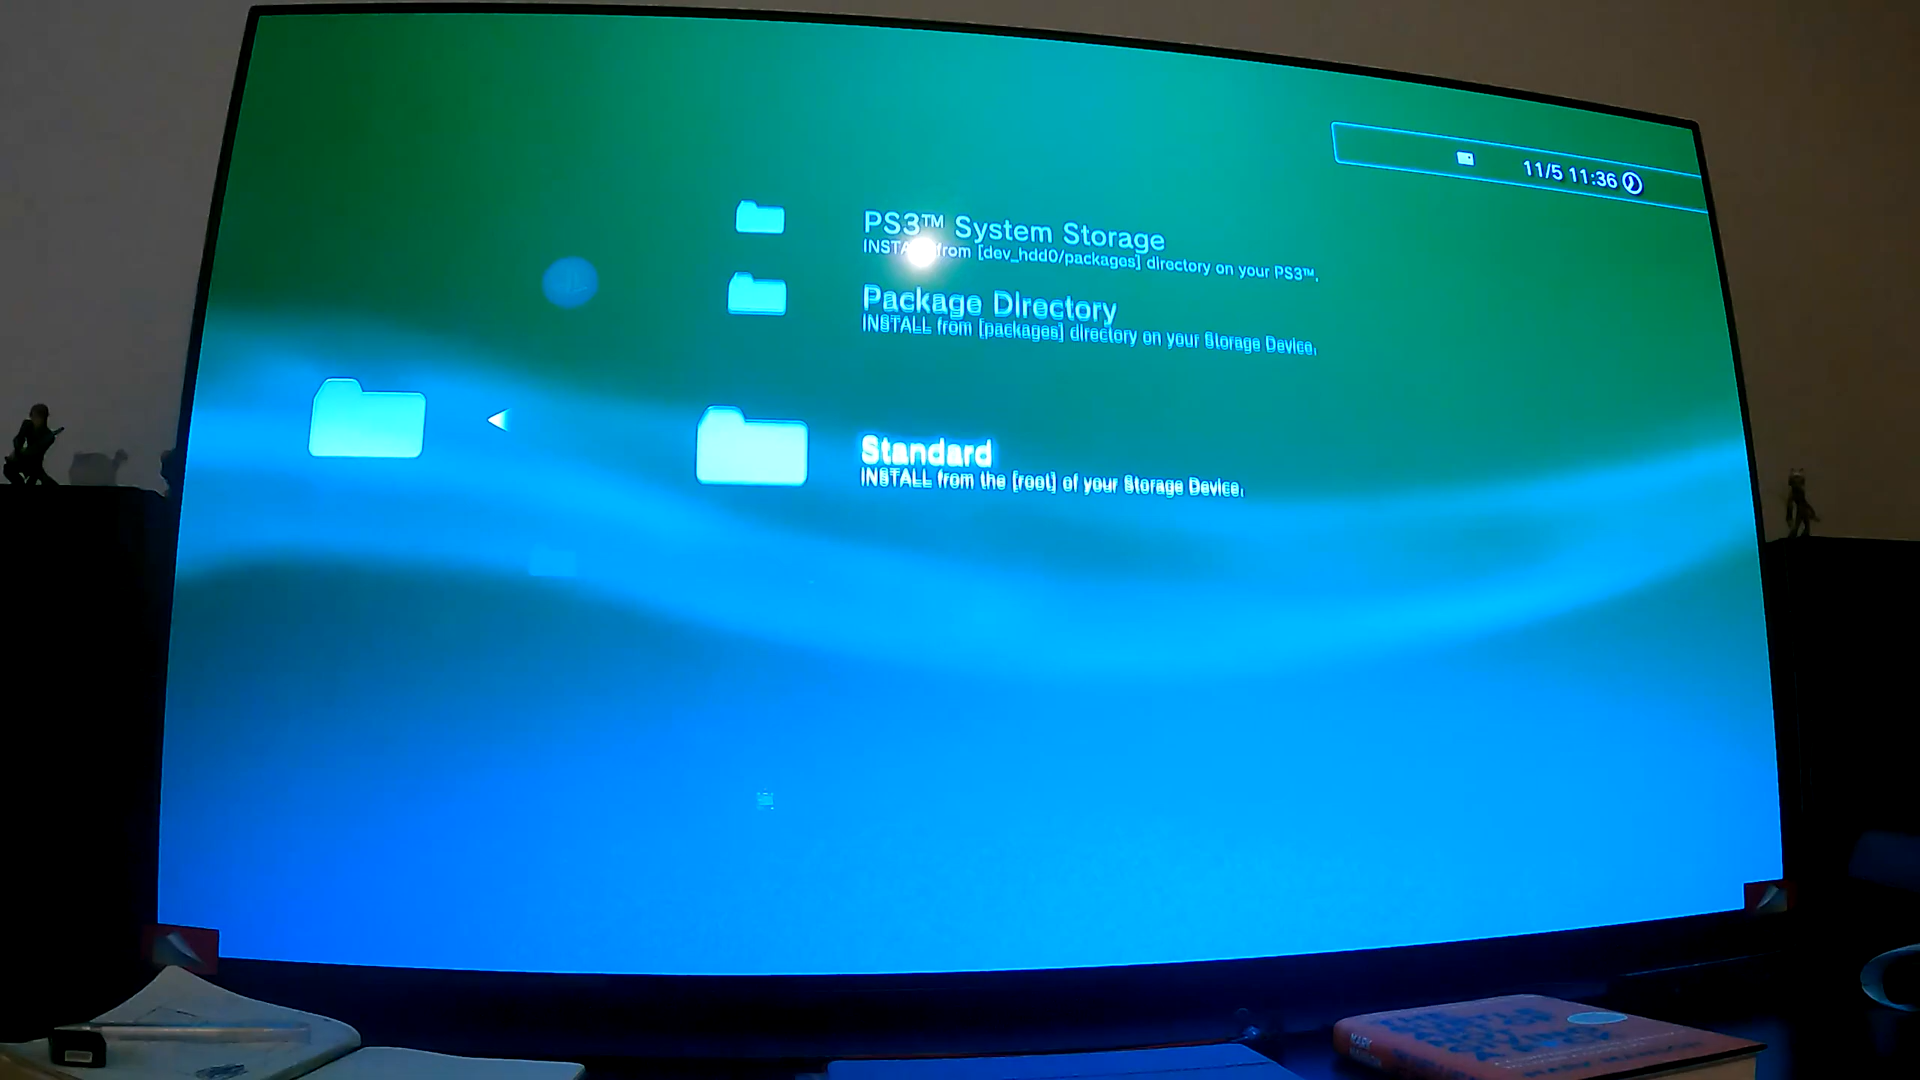 11/5 11:36
PS3™ System Storage
INSTALL from [dev_hdd0/packages] directory on your PS3™.
Package Directory
INSTALL from [packages] directory on your Storage Device.
Standard
INSTALL from the [root] of your Storage Device.